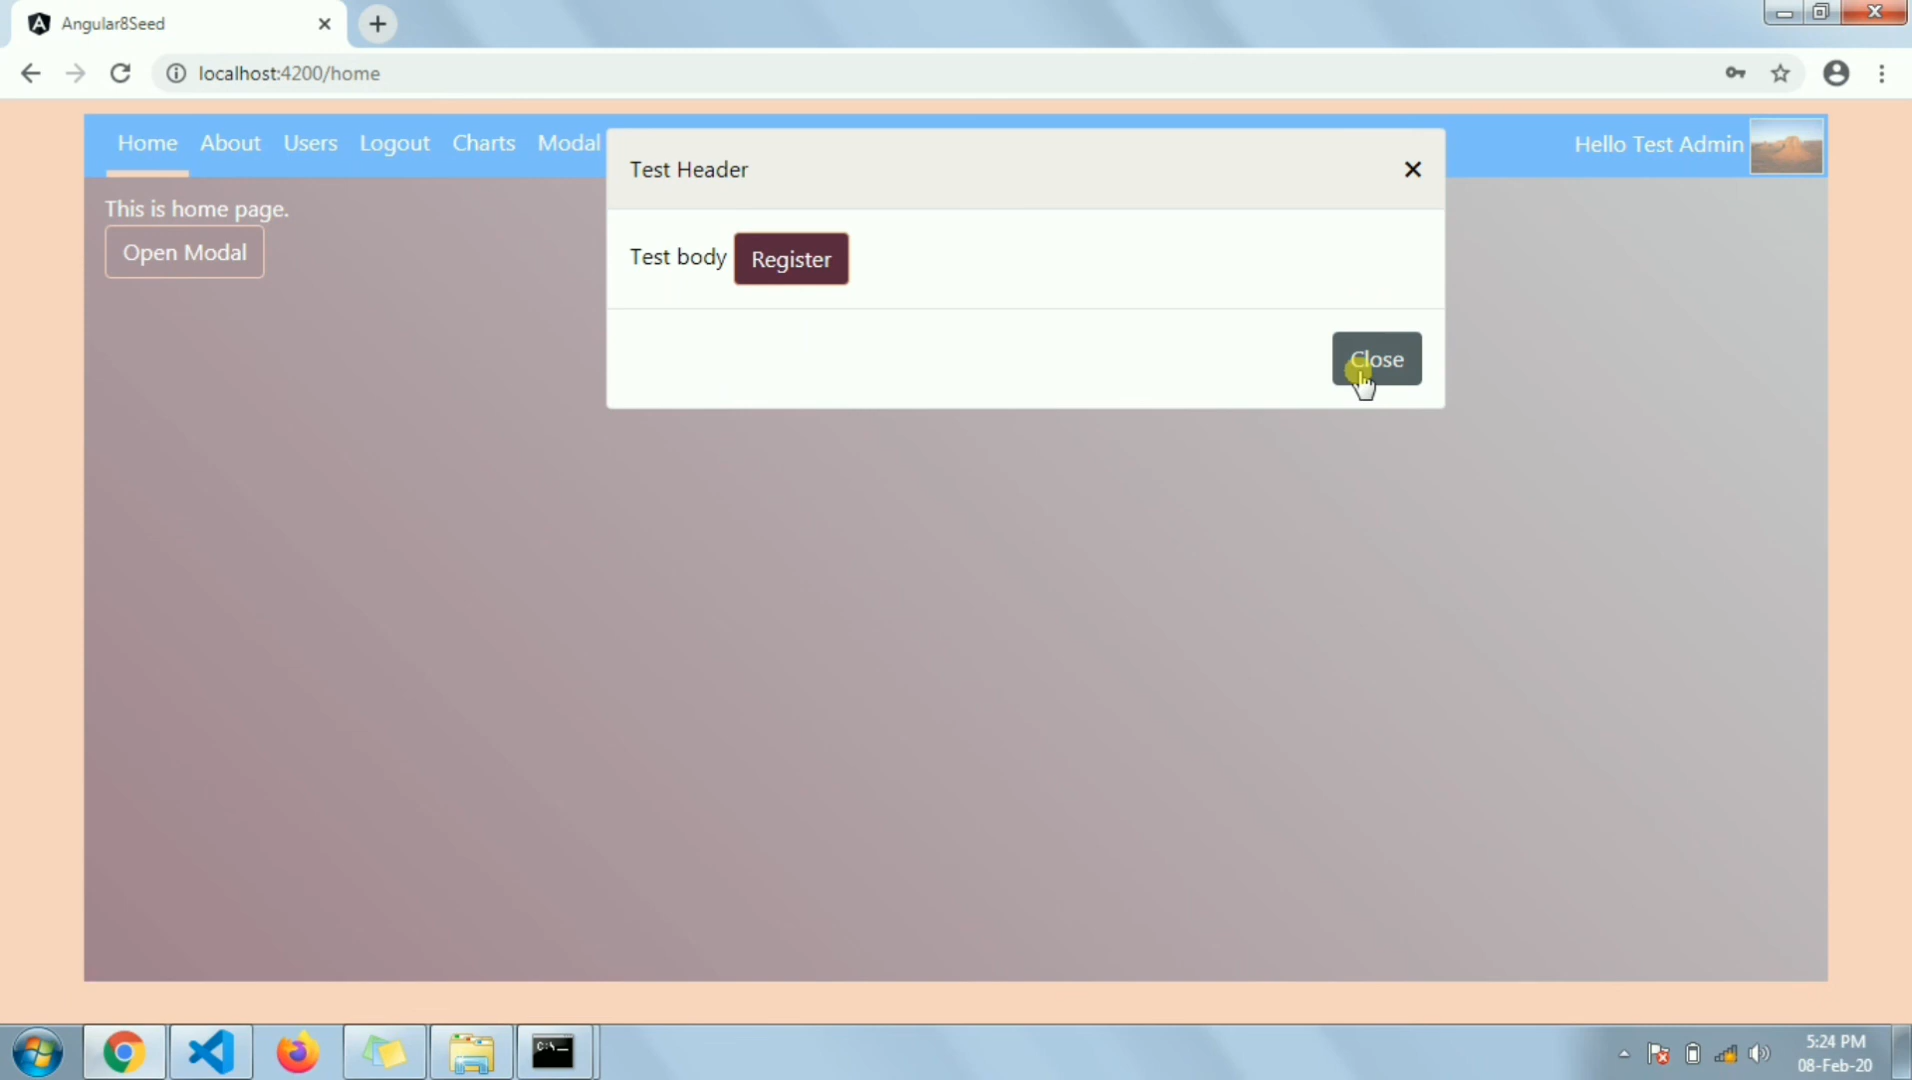 Angular8Seed
localhost:4200/home
Home About Users Logout Charts Modal
Hello Test Admin
Test Header
This is home page.
Open Modal
Test body Register
Close
C:\
5:24 PM
08-Feb-20